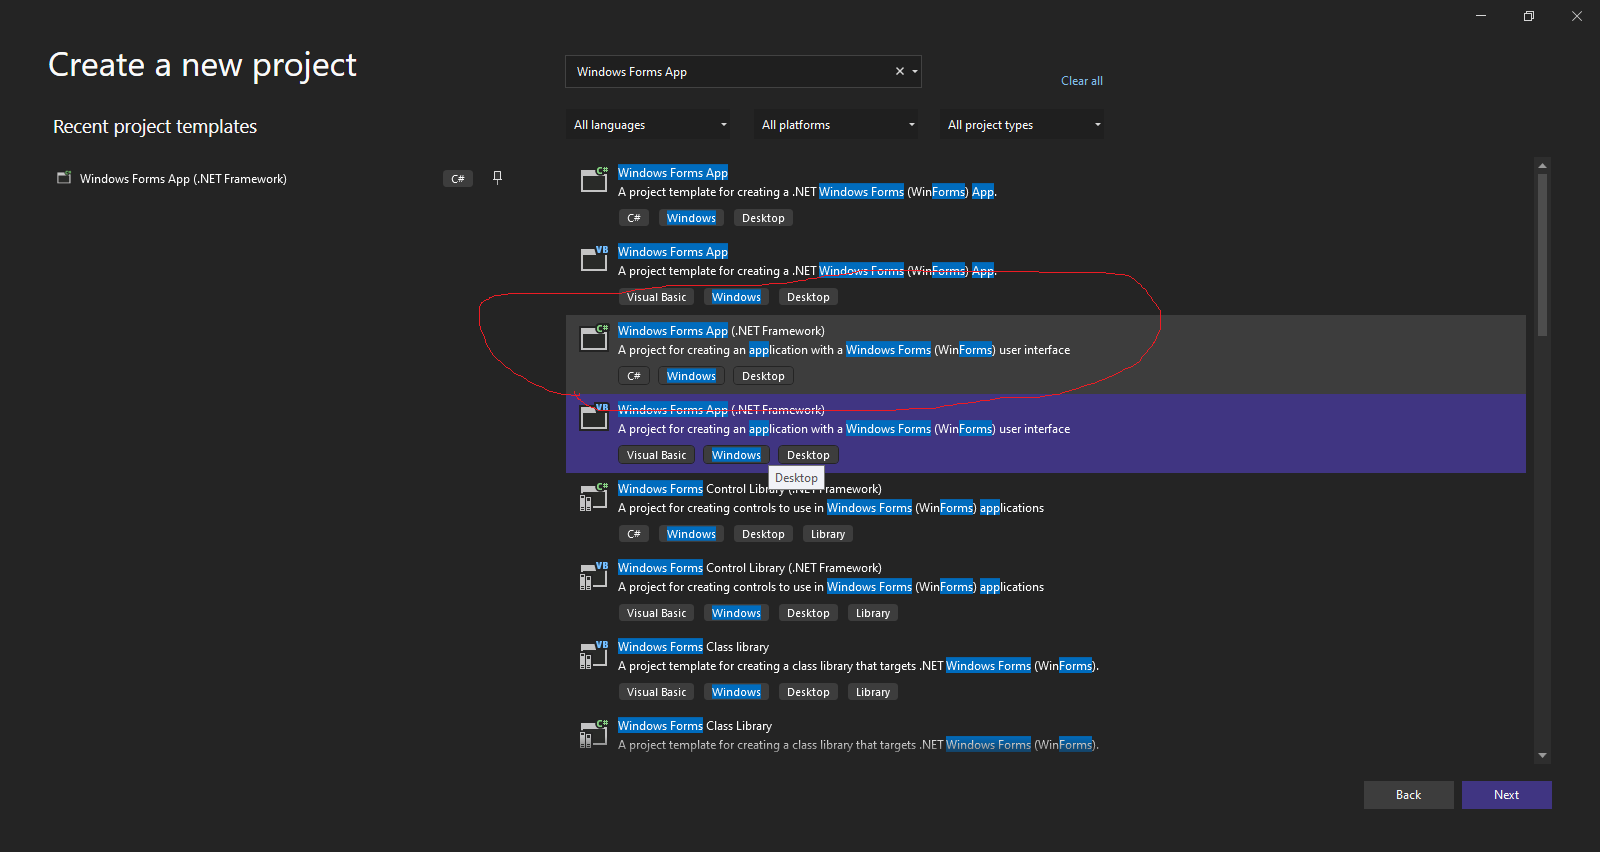 Create a new project
Recent project templates
Windows Forms App (.NET Framework) C#
Windows Forms App
Clear all
All languages All platforms All project types
C#
Windows Forms App
A project template for creating a .NET Windows Forms (WinForms) App.
C# Windows Desktop
VB
Windows Forms App
A project template for creating a .NET Windows Forms (WinForms) App.
Visual Basic Windows Desktop
C#
Windows Forms App (.NET Framework)
A project for creating an application with a Windows Forms (WinForms) user interface
C# Windows Desktop
VB
Windows Forms App (.NET Framework)
A project for creating an application with a Windows Forms (WinForms) user interface
Visual Basic Windows Desktop
Desktop
C#
Windows Forms Control Library (.NET Framework)
A project for creating controls to use in Windows Forms (WinForms) applications
C# Windows Desktop Library
VB
Windows Forms Control Library (.NET Framework)
A project for creating controls to use in Windows Forms (WinForms) applications
Visual Basic Windows Desktop Library
VB
Windows Forms Class library
A project template for creating a class library that targets .NET Windows Forms (WinForms).
Visual Basic Windows Desktop Library
C#
Windows Forms Class Library
A project template for creating a class library that targets .NET Windows Forms (WinForms).
Back Next